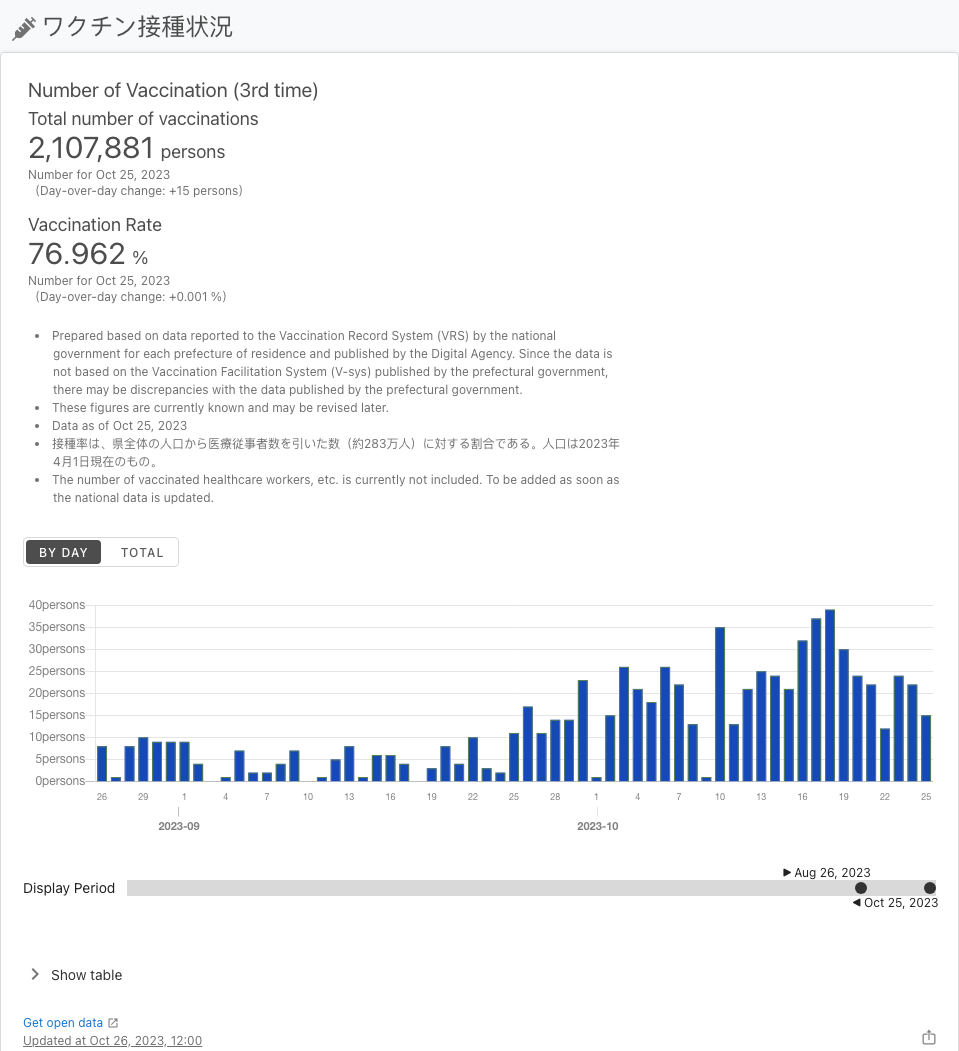 ワクチン接種状況
Number of Vaccination (3rd time)
Total number of vaccinations
2,107,881 persons
Number for Oct 25, 2023
(Day-over-day change: +15 persons)
Vaccination Rate
76.962 %
Number for Oct 25, 2023
(Day-over-day change: +0.001 %)
• Prepared based on data reported to the Vaccination Record System (VRS) by the national
government for each prefecture of residence and published by the Digital Agency. Since the data is
not based on the Vaccination Facilitation System (V-sys) published by the prefectural government,
there may be discrepancies with the data published by the prefectural government.
• These figures are currently known and may be revised later.
• Data as of Oct 25, 2023
• 接種率は、県全体の人口から医療従事者数を引いた数（約283万人）に対する割合である。人口は2023年
4月1日現在のもの。
• The number of vaccinated healthcare workers, etc. is currently not included. To be added as soon as
the national data is updated.
BY DAY TOTAL
40persons
35persons
30persons
25persons
20persons
15persons
10persons
5persons
0persons
26 29 1 4 7 10 13 16 19 22 25 28 1 4 7 10 13 16 19 22 25
2023-09 2023-10
Aug 26, 2023
Display Period
Oct 25, 2023
Show table
Get open data
Updated at Oct 26, 2023, 12:00